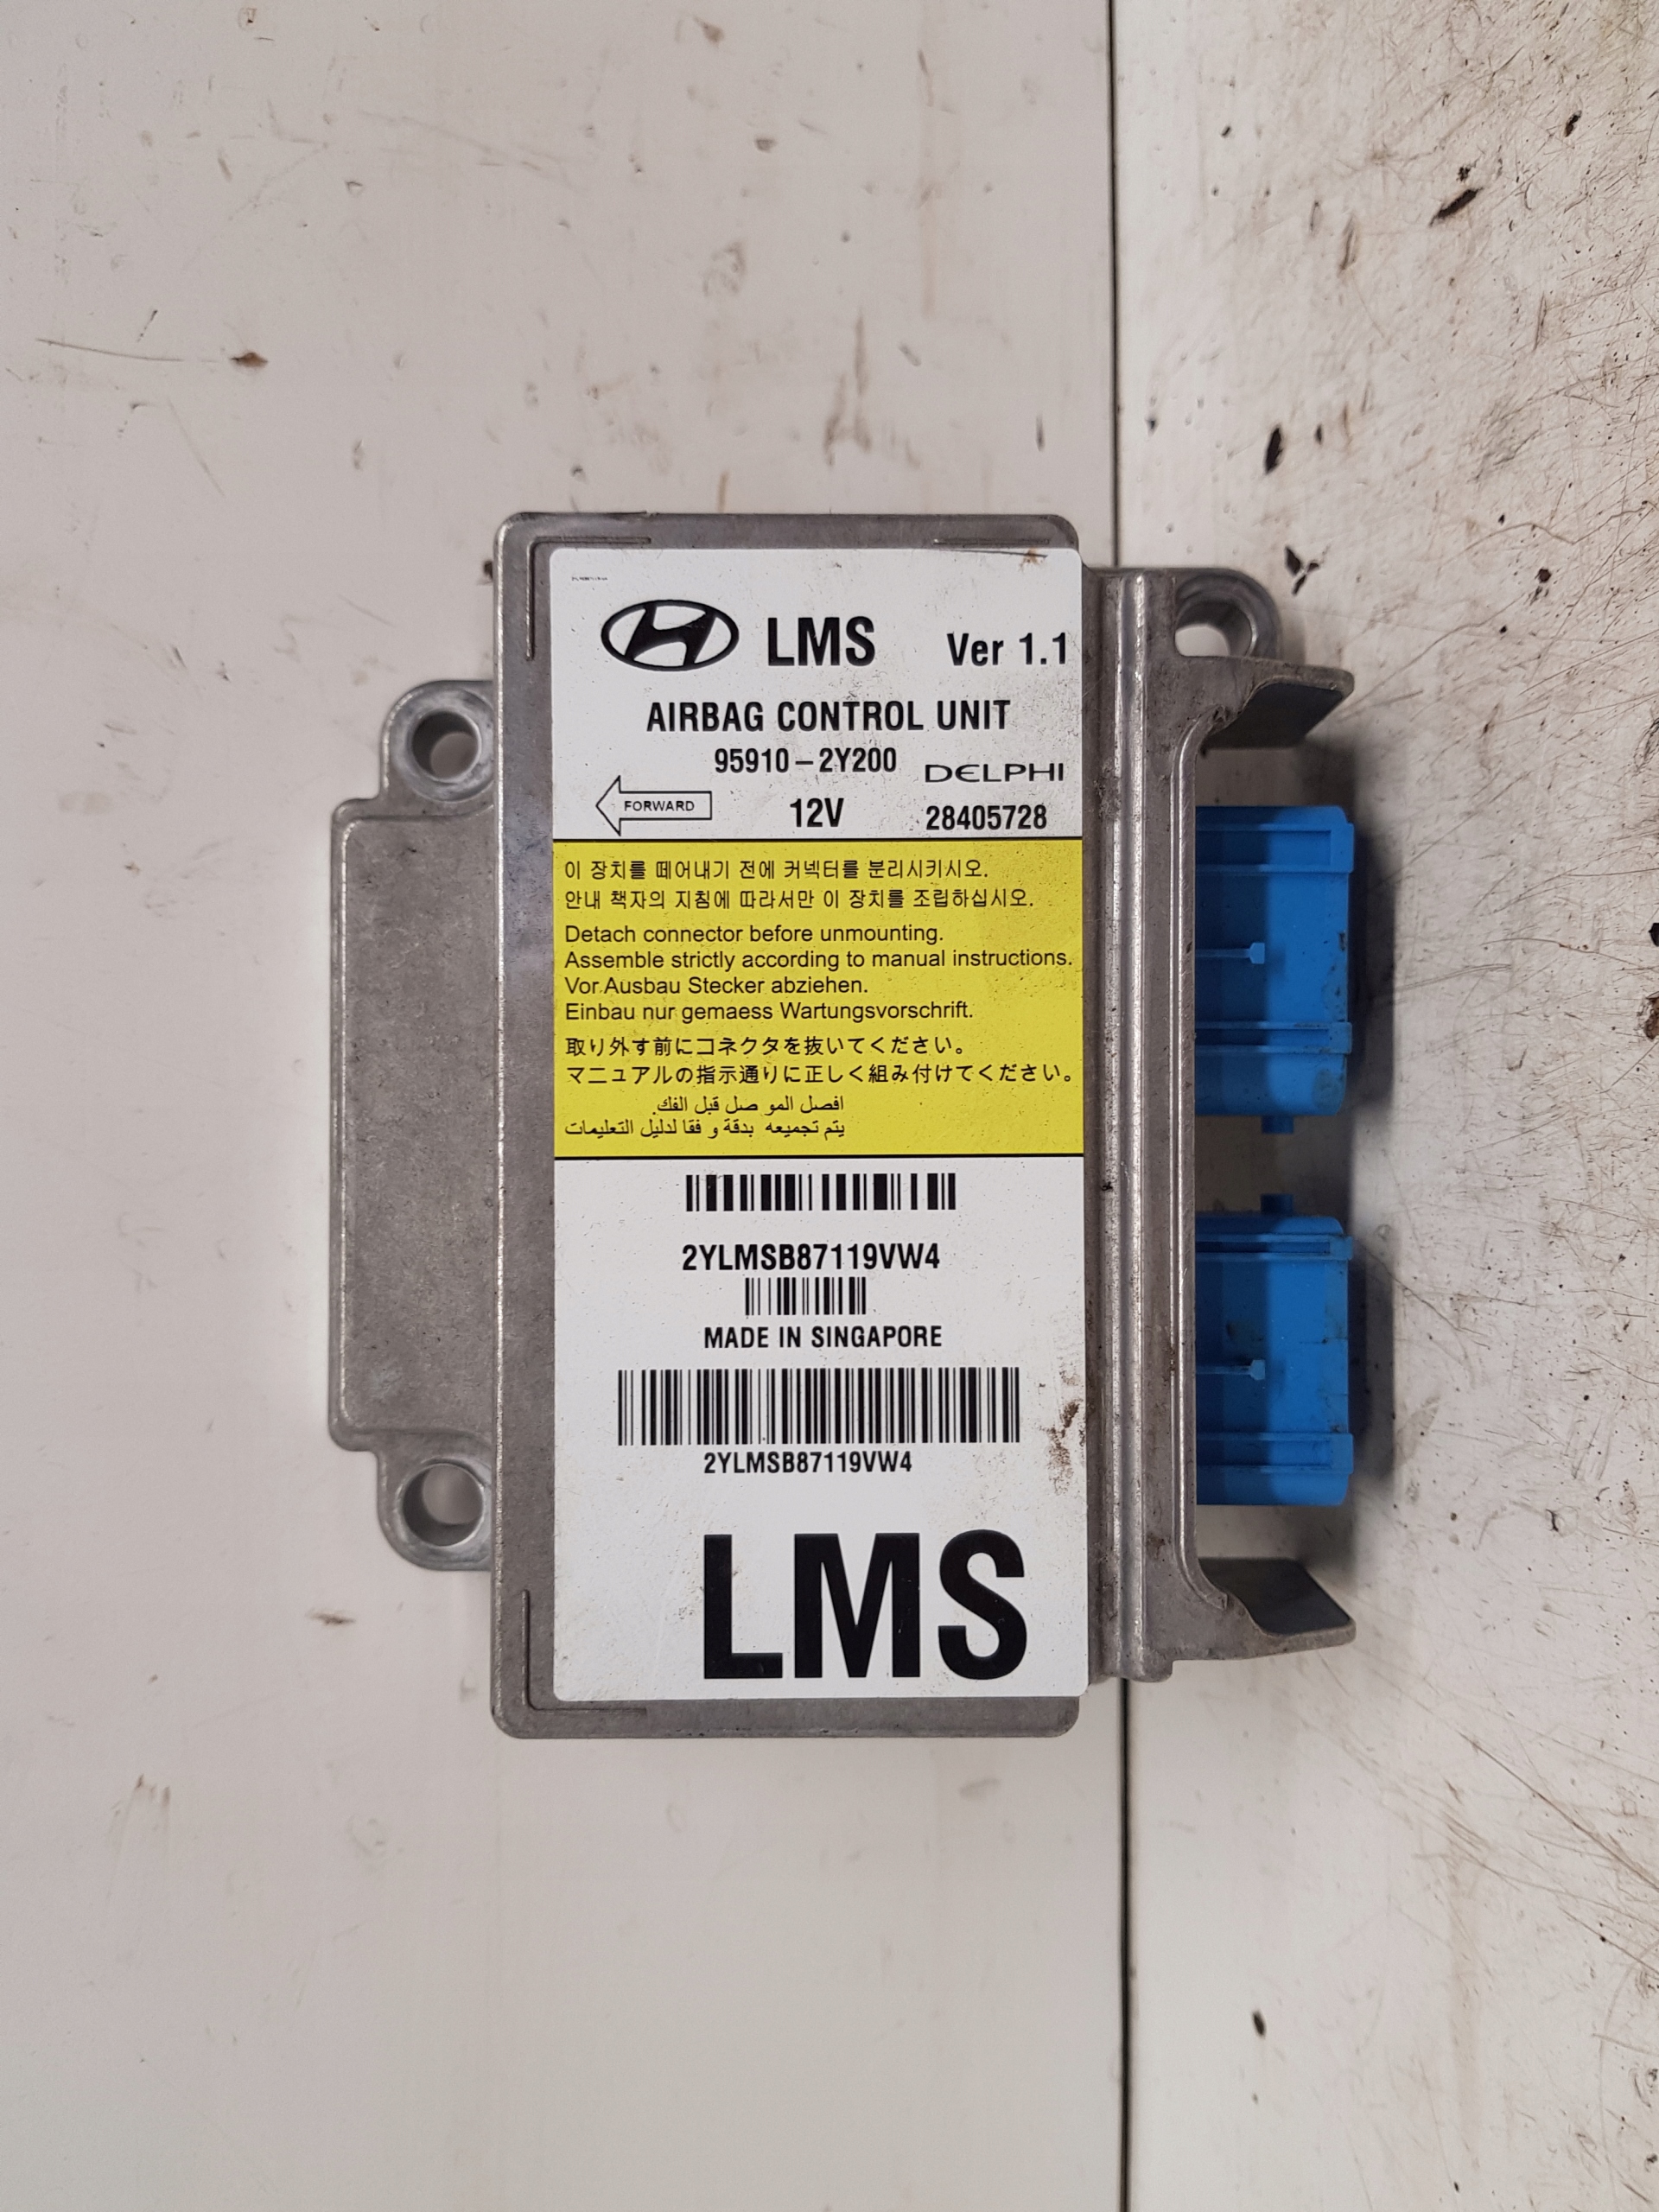 LMS Ver 1.1
AIRBAG CONTROL UNIT
95910-2Y200
DELPHI
FORWARD 12V 28405728
이 장치를 떼어내기 전에 커넥터를 분리시키시오.
안내 책자의 지침에 따라서만 이 장치를 조립하십시오.
Detach connector before unmounting.
Assemble strictly according to manual instructions.
Vor Ausbau Stecker abziehen.
Einbau nur gemaess Wartungsvorschrift.
取り外す前にコネクタを抜いてください。
マニュアルの指示通りに正しく組み付けてください。
افصل المو صل قبل الفك.
يتم تجميعه بدقة و فقا لدليل التعليمات
2YLMSB87119VW4
MADE IN SINGAPORE
2YLMSB87119VW4
LMS